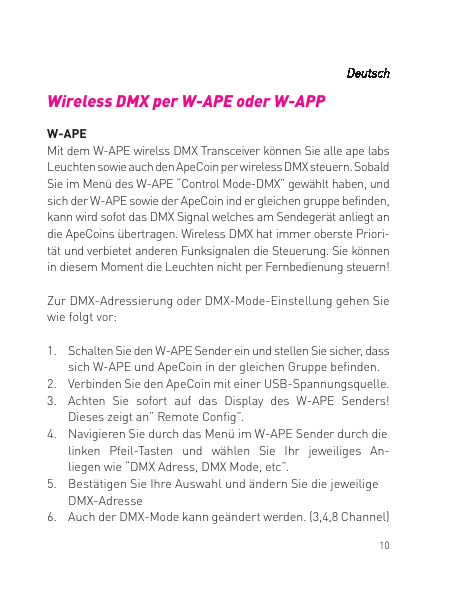 Deutsch
Wireless DMX per W-APE oder W-APP
W-APE
Mit dem W-APE wirelss DMX Transceiver können Sie alle ape labs
Leuchten sowie auch den ApeCoin per wireless DMX steuern. Sobald
Sie im Menü des W-APE “Control Mode-DMX” gewählt haben, und
sich der W-APE sowie der ApeCoin ind er gleichen gruppe befinden,
kann wird sofort das DMX Signal welches am Sendegerät anliegt an
die ApeCoins übertragen. Wireless DMX hat immer oberste Priori-
tät und verbietet anderen Funksignalen die Steuerung. Sie können
in diesem Moment die Leuchten nicht per Fernbedienung steuern!
Zur DMX-Adressierung oder DMX-Mode-Einstellung gehen Sie
wie folgt vor:
1. Schalten Sie den W-APE Sender ein und stellen Sie sicher, dass
sich W-APE und ApeCoin in der gleichen Gruppe befinden.
2. Verbinden Sie den ApeCoin mit einer USB-Spannungsquelle.
3. Achten Sie sofort auf das Display des W-APE Senders!
Dieses zeigt an” Remote Config”.
4. Navigieren Sie durch das Menü im W-APE Sender durch die
linken Pfeil-Tasten und wählen Sie Ihr jeweiliges An-
liegen wie “DMX Adress, DMX Mode, etc”.
5. Bestätigen Sie Ihre Auswahl und ändern Sie die jeweilige
DMX-Adresse
6. Auch der DMX-Mode kann geändert werden. (3,4,8 Channel)
10